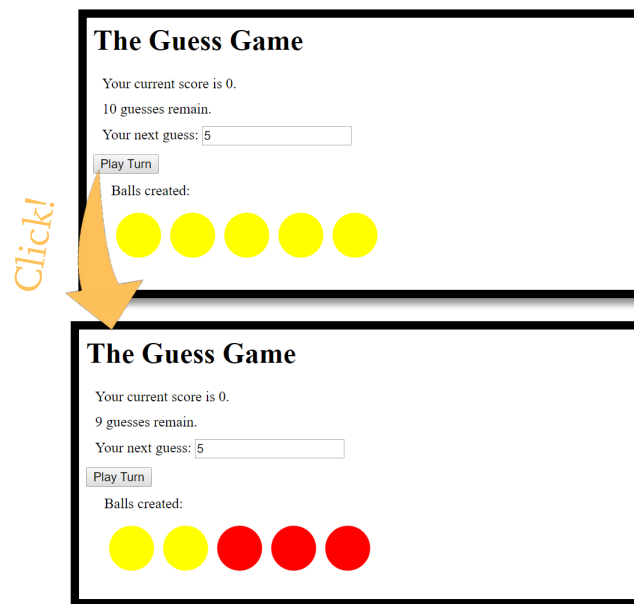 The Guess Game
Your current score is 0.
10 guesses remain.
Your next guess: 5
Play Turn
Balls created:
Click!
The Guess Game
Your current score is 0.
9 guesses remain.
Your next guess: 5
Play Turn
Balls created: